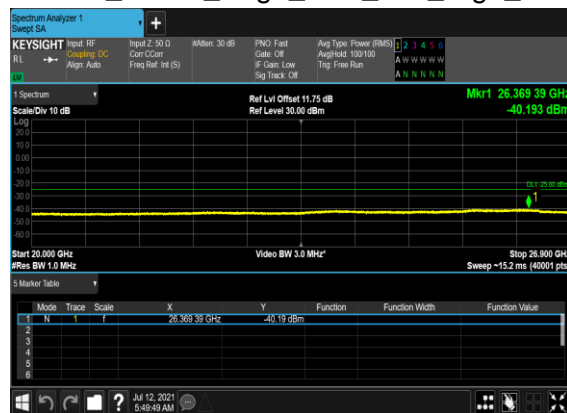 Spectrum Analyzer 1
Swept SA
KEYSIGHT Input: RF Input Z: 50 Ω #Atten: 30 dB PNO: Fast Avg Type: Power (RMS) 1 2 3 4 5 6
RL Coupling: DC Corr CCorr Gate: Off Avg|Hold: 100/100 A W W W W W
Align: Auto Freq Ref: Int (S) IF Gain: Low Trig: Free Run
Sig Track: Off A N N N N N
1 Spectrum Ref Lvl Offset 11.75 dB Mkr1 26.369 39 GHz
Scale/Div 10 dB Ref Level 30.00 dBm -40.193 dBm
Log
20.0
10.0
0.00
-10.0
-20.0
DL1 -25.00 dBm
-30.0
1
-40.0
-50.0
-60.0
Start 20.000 GHz Video BW 3.0 MHz* Stop 26.900 GHz
#Res BW 1.0 MHz Sweep ~15.2 ms (40001 pts)
5 Marker Table
Mode Trace Scale X Y Function Function Width Function Value
1 N 1 f 26.369 39 GHz -40.19 dBm
2
3
4
5
6
? Jul 12, 2021
5:49:49 AM